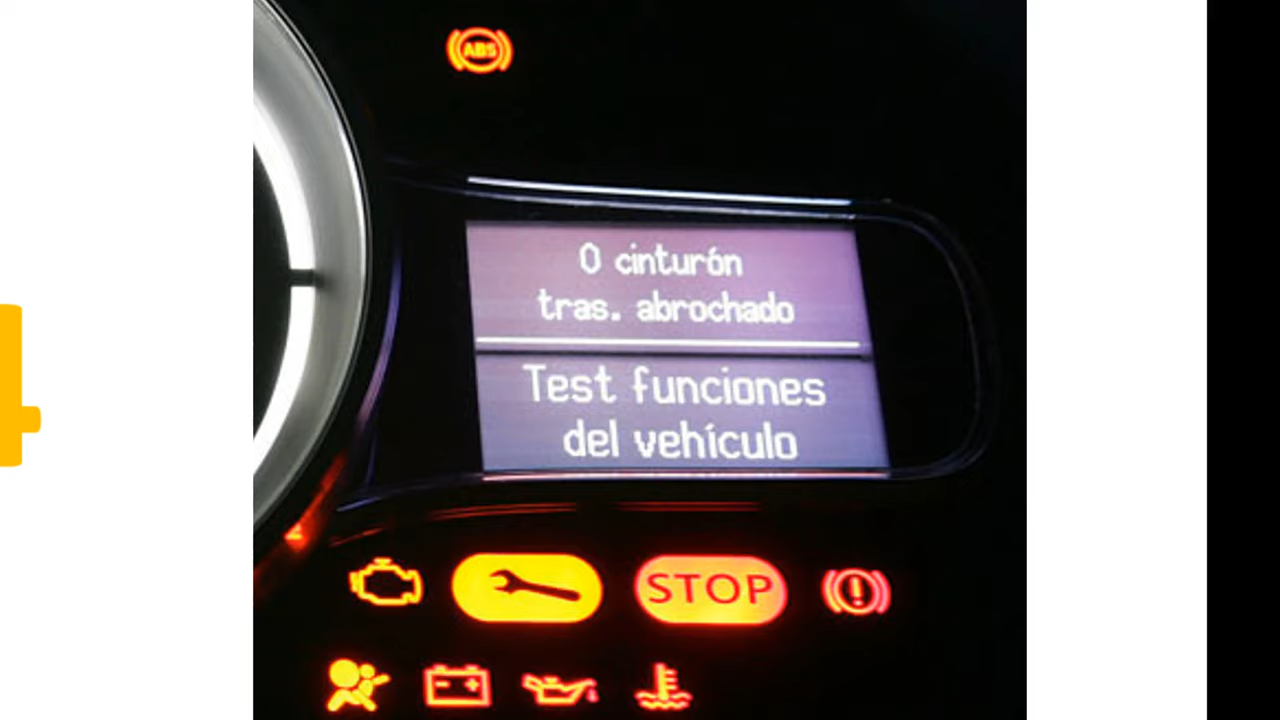 ABS
0 cinturón
tras. abrochado
Test funciones
del vehículo
STOP